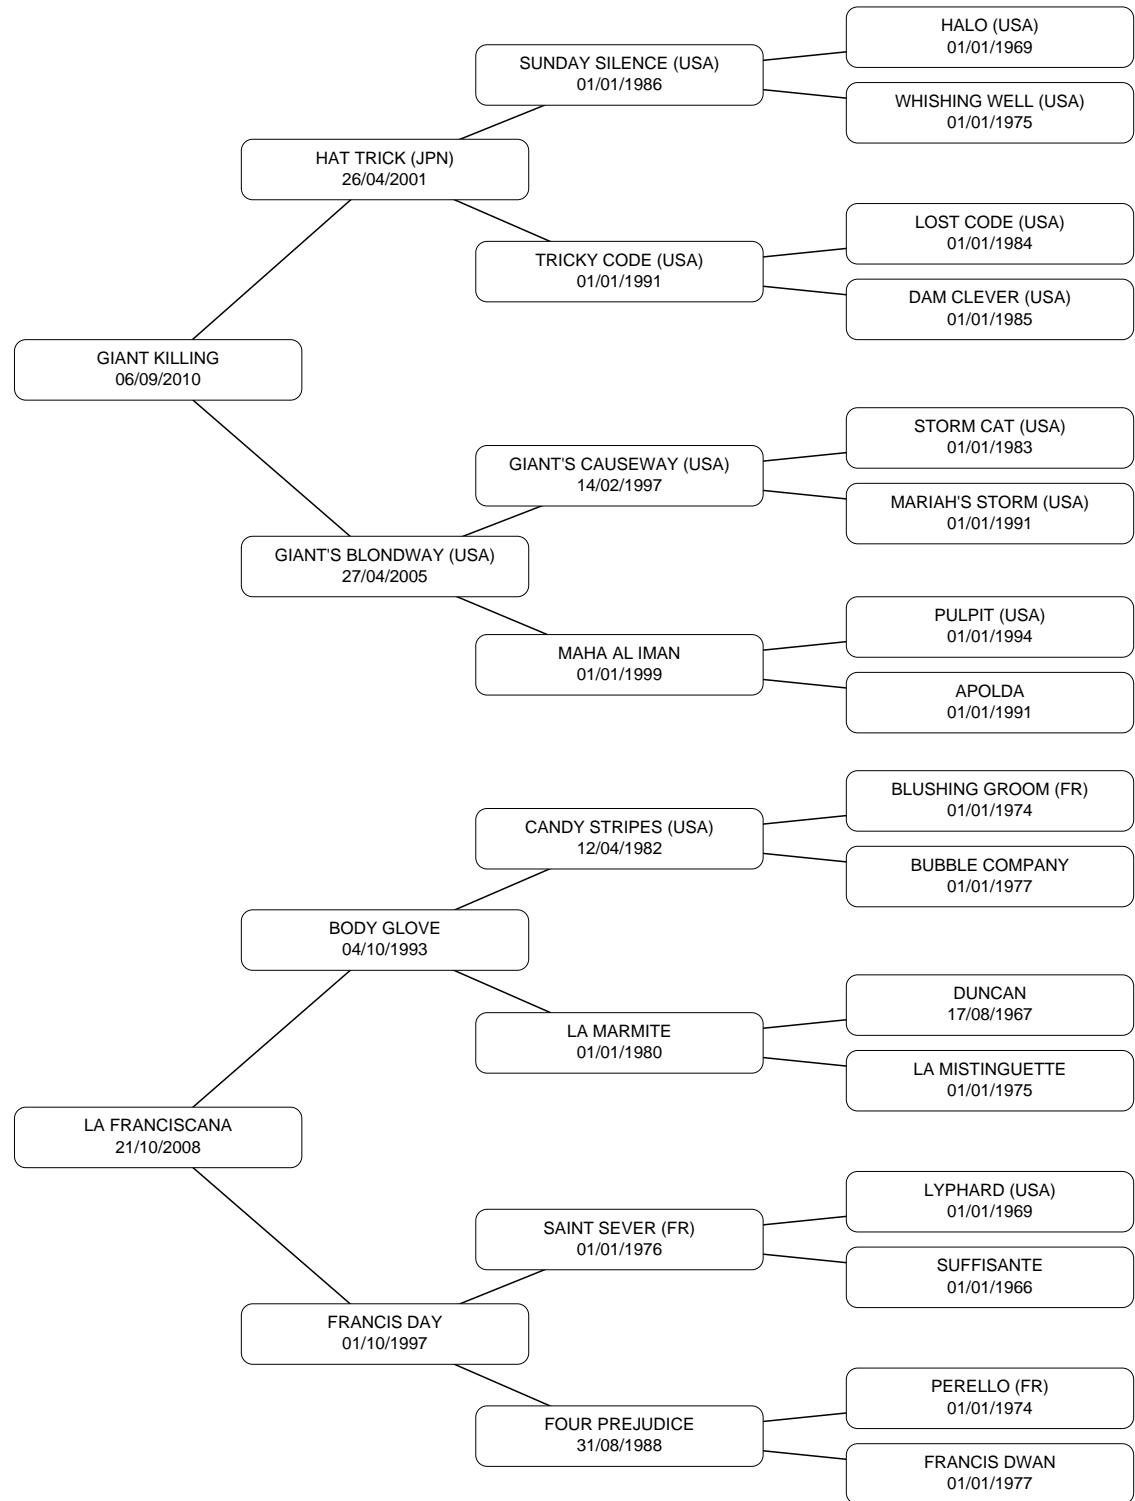 HALO (USA)
01/01/1969
SUNDAY SILENCE (USA)
01/01/1986
WHISHING WELL (USA)
01/01/1975
HAT TRICK (JPN)
26/04/2001
LOST CODE (USA)
01/01/1984
TRICKY CODE (USA)
01/01/1991
DAM CLEVER (USA)
01/01/1985
GIANT KILLING
06/09/2010
STORM CAT (USA)
01/01/1983
GIANT'S CAUSEWAY (USA)
14/02/1997
MARIAH'S STORM (USA)
01/01/1991
GIANT'S BLONDWAY (USA)
27/04/2005
PULPIT (USA)
01/01/1994
MAHA AL IMAN
01/01/1999
APOLDA
01/01/1991
BLUSHING GROOM (FR)
01/01/1974
CANDY STRIPES (USA)
12/04/1982
BUBBLE COMPANY
01/01/1977
BODY GLOVE
04/10/1993
DUNCAN
17/08/1967
LA MARMITE
01/01/1980
LA MISTINGUETTE
01/01/1975
LA FRANCISCANA
21/10/2008
LYPHARD (USA)
01/01/1969
SAINT SEVER (FR)
01/01/1976
SUFFISANTE
01/01/1966
FRANCIS DAY
01/10/1997
PERELLO (FR)
01/01/1974
FOUR PREJUDICE
31/08/1988
FRANCIS DWAN
01/01/1977